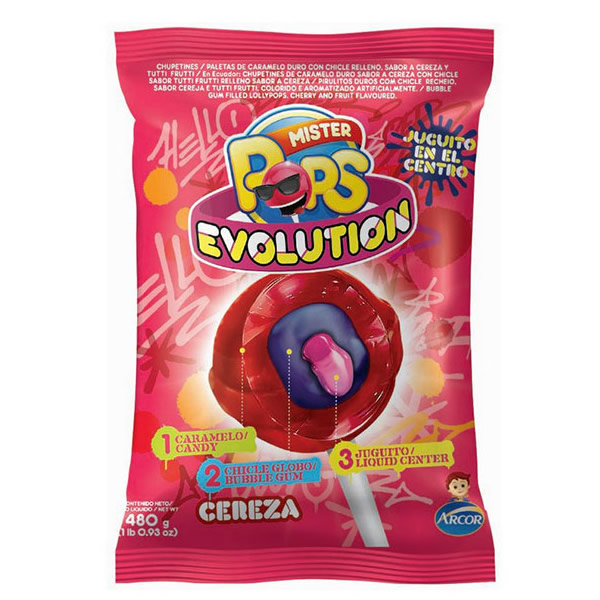 CHUPETINES / PALETAS DE CARAMELO DURO CON CHICLE RELLENO, SABOR A CEREZA Y
TUTTI FRUTTI / En Ecuador: CHUPETINES DE CARAMELO DURO SABOR A CEREZA CON CHICLE
SABOR TUTTI FRUTTI RELLENO SABOR A CEREZA / PIRULITOS DUROS COM CHICLE, RECHEIO,
SABOR CEREJA E TUTTI FRUTTI, COLORIDO E AROMATIZADO ARTIFICIALMENTE. / BUBBLE
GUM FILLED LOLLYPOPS, CHERRY AND FRUIT FLAVOURED.
HELLO
MISTER
POPS
EVOLUTION
JUGUITO
EN EL
CENTRO
1 CARAMELO/
CANDY
2 CHICLE GLOBO/
BUBBLE GUM
3 JUGUITO/
LIQUID CENTER
CEREZA
CONTENIDO NETO/
LIQUIDO / NET WT
480 g
(1 lb 0.93 oz)
ARCOR